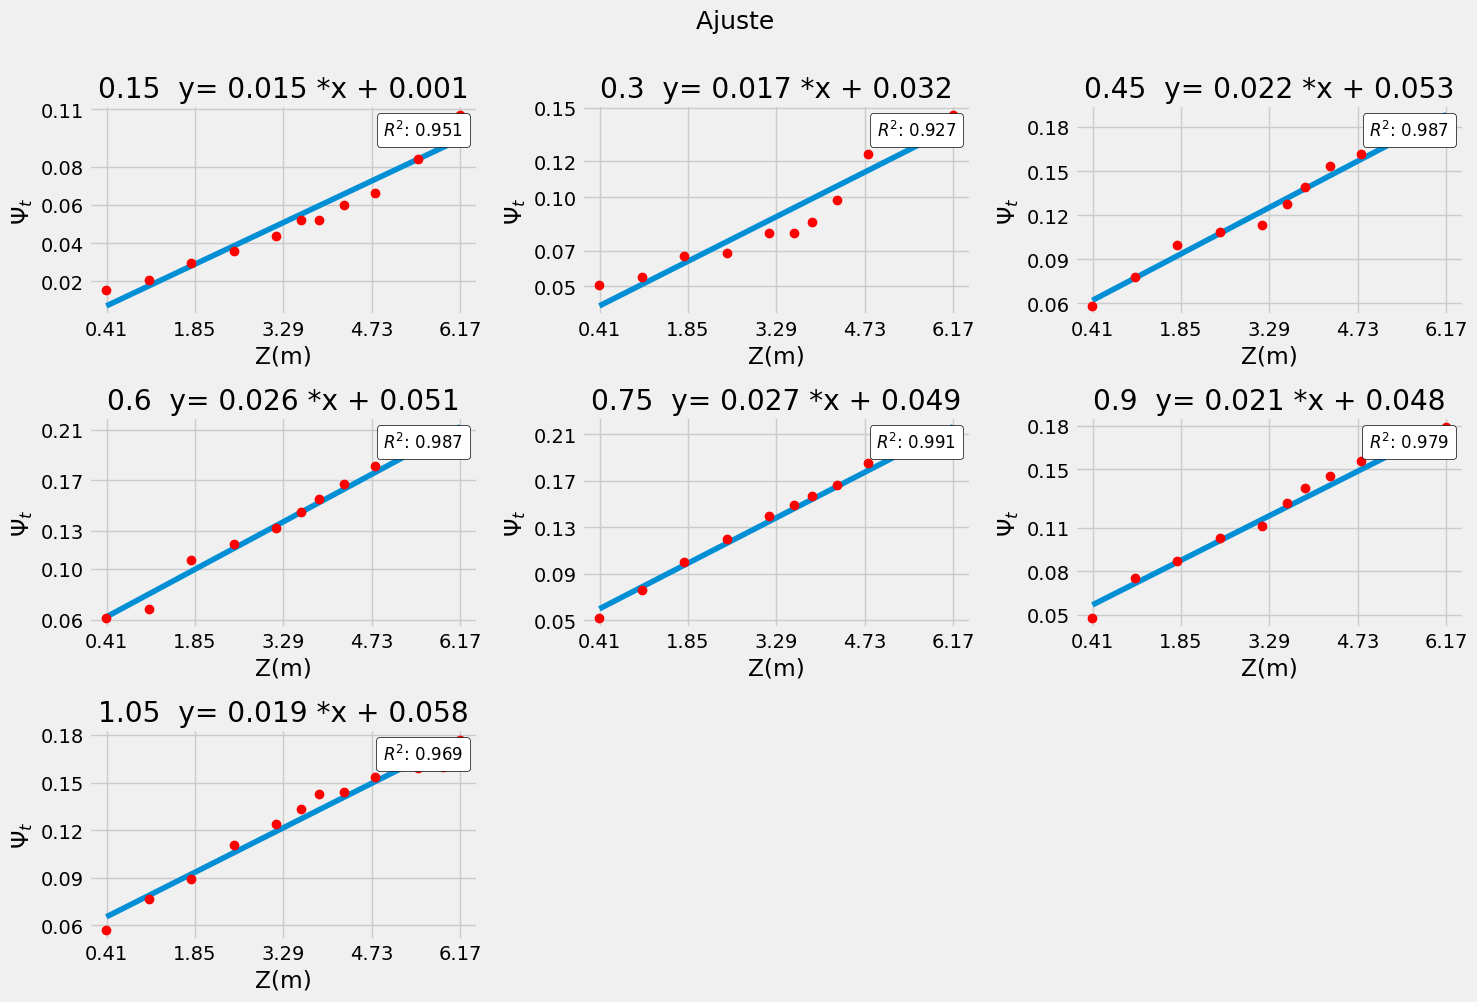 Ajuste
0.15  y= 0.015 *x + 0.001
0.11
0.08
0.06
0.04
0.02
Ψt
R²: 0.951
0.41 1.85 3.29 4.73 6.17
Z(m)
0.3  y= 0.017 *x + 0.032
0.15
0.12
0.10
0.07
0.05
Ψt
R²: 0.927
0.41 1.85 3.29 4.73 6.17
Z(m)
0.45  y= 0.022 *x + 0.053
0.18
0.15
0.12
0.09
0.06
Ψt
R²: 0.987
0.41 1.85 3.29 4.73 6.17
Z(m)
0.6  y= 0.026 *x + 0.051
0.21
0.17
0.13
0.10
0.06
Ψt
R²: 0.987
0.41 1.85 3.29 4.73 6.17
Z(m)
0.75  y= 0.027 *x + 0.049
0.21
0.17
0.13
0.09
0.05
Ψt
R²: 0.991
0.41 1.85 3.29 4.73 6.17
Z(m)
0.9  y= 0.021 *x + 0.048
0.18
0.15
0.11
0.08
0.05
Ψt
R²: 0.979
0.41 1.85 3.29 4.73 6.17
Z(m)
1.05  y= 0.019 *x + 0.058
0.18
0.15
0.12
0.09
0.06
Ψt
R²: 0.969
0.41 1.85 3.29 4.73 6.17
Z(m)